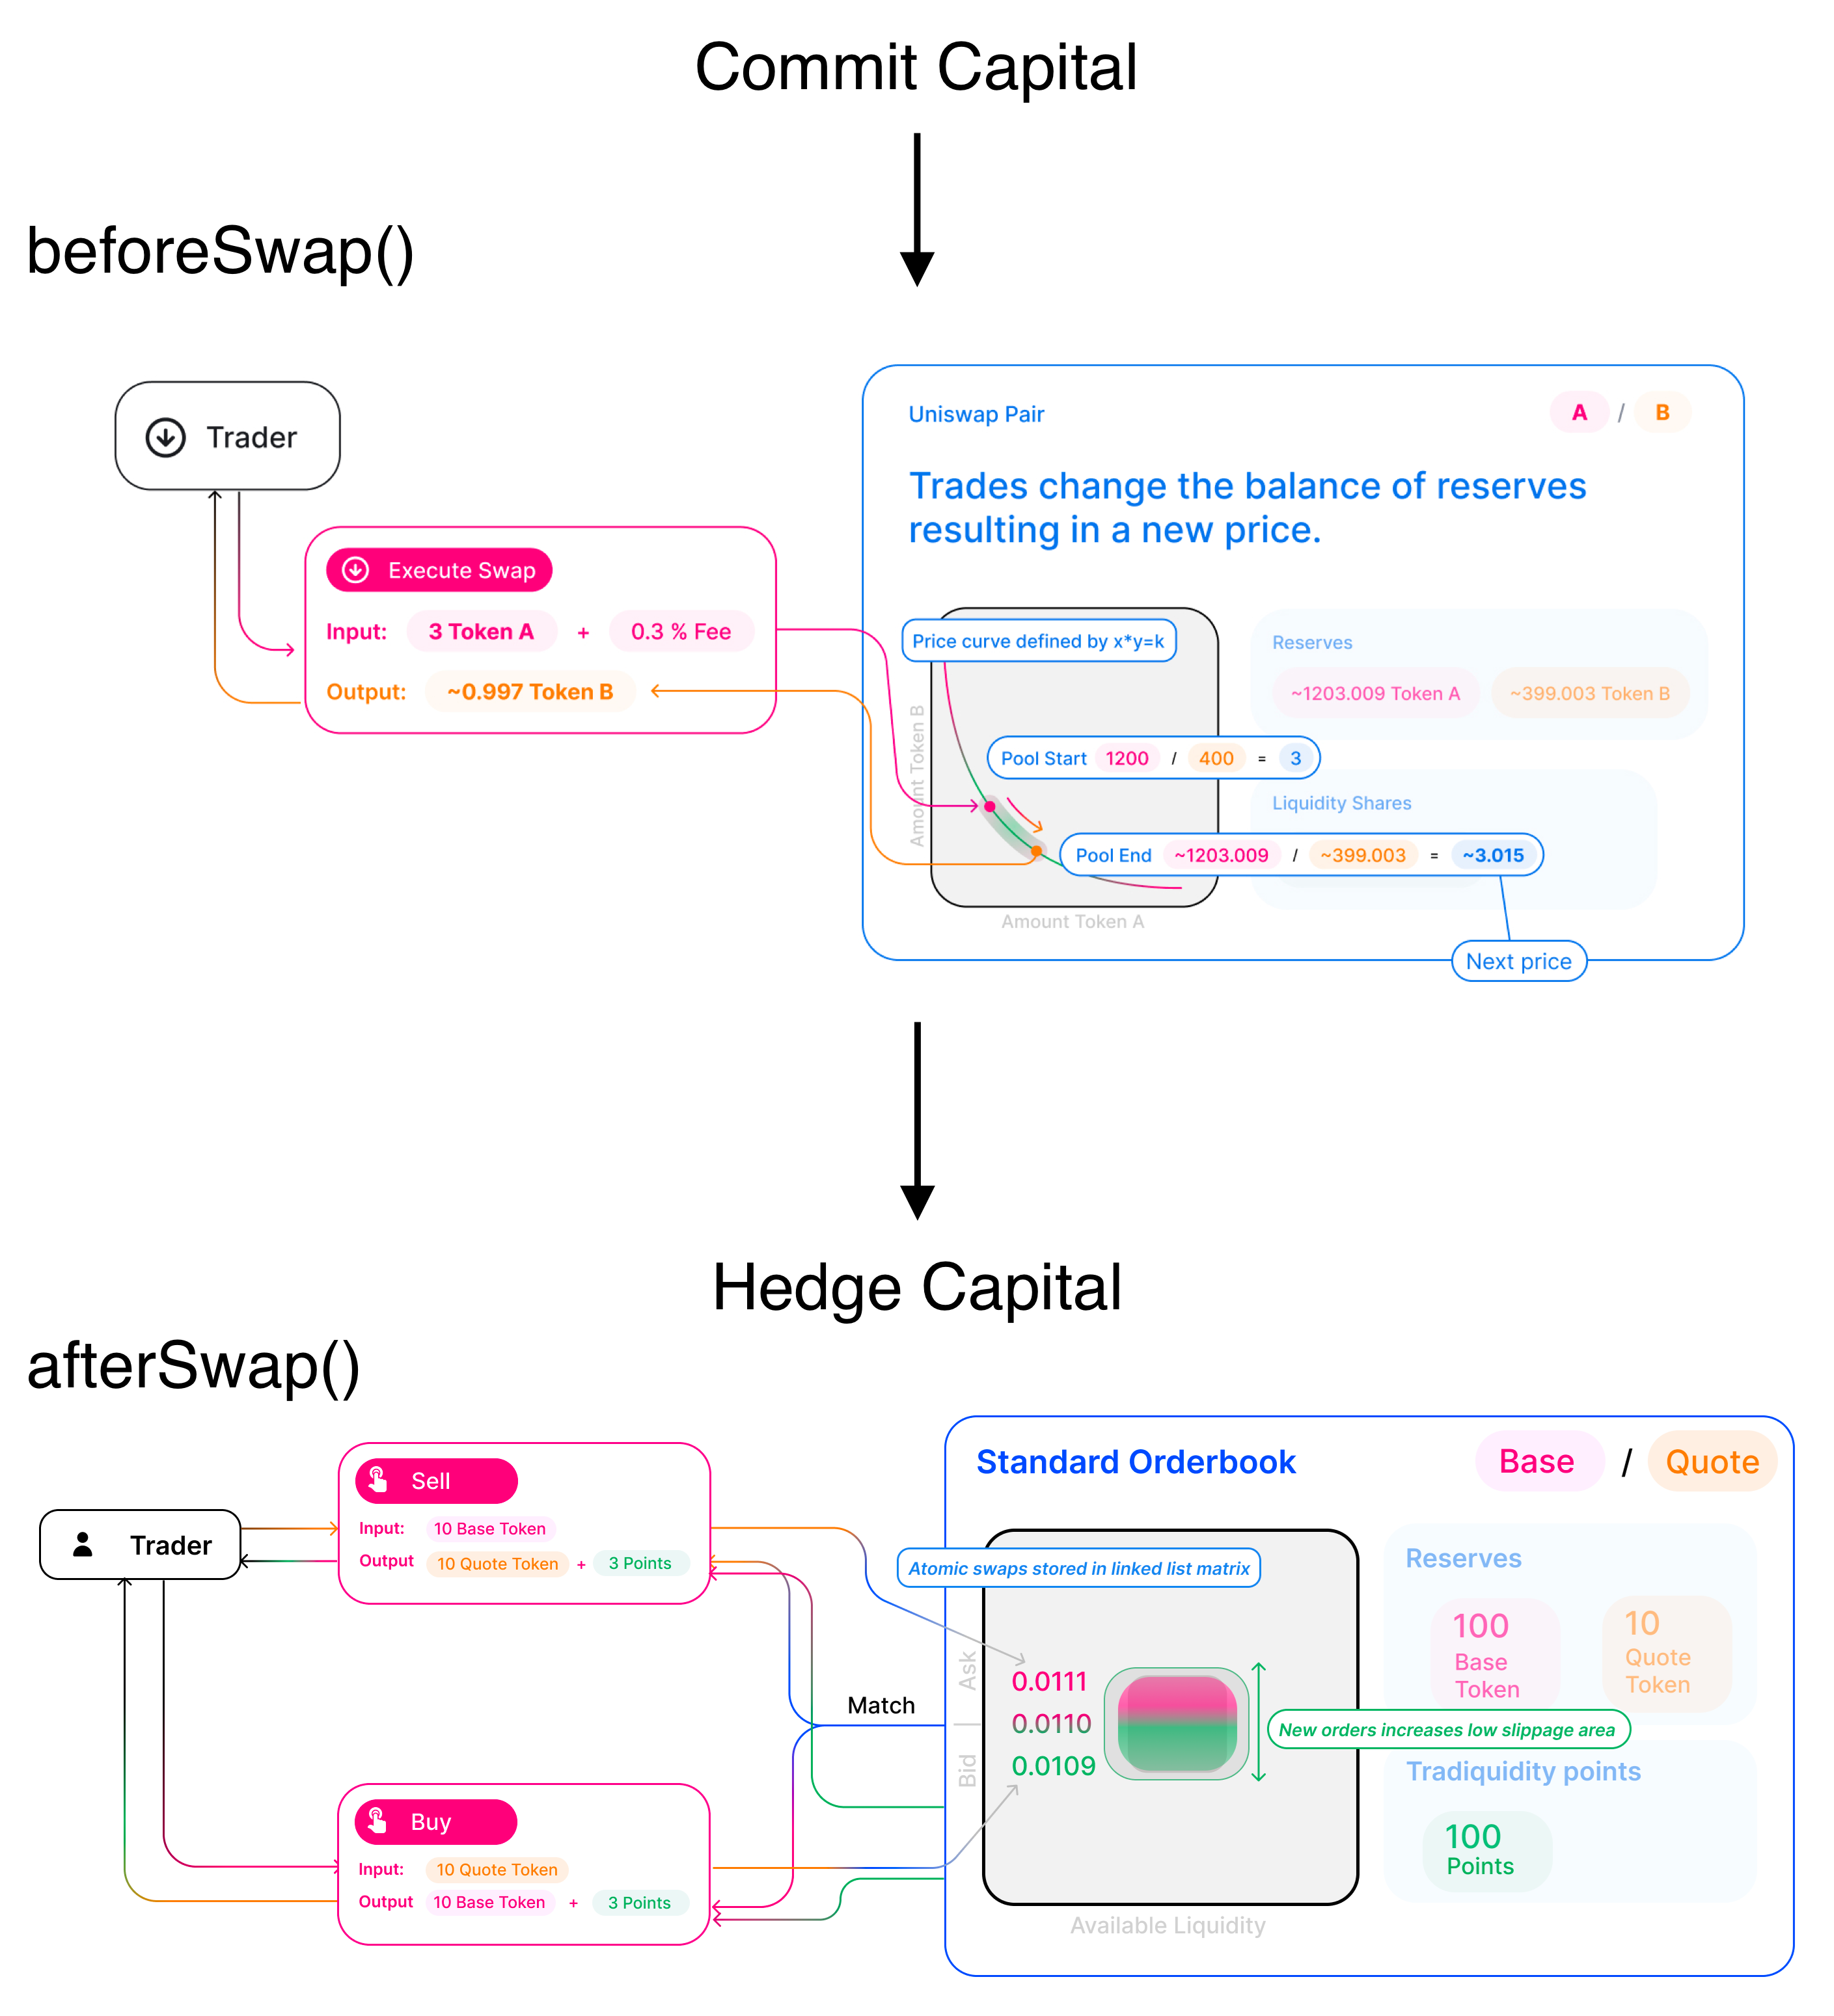 Commit Capital
beforeSwap()
Trader
Execute Swap
Input: 3 Token A + 0.3 % Fee
Output: ~0.997 Token B
Uniswap Pair
A / B
Trades change the balance of reserves
resulting in a new price.
Price curve defined by x*y=k
Amount Token B
Amount Token A
Reserves
~1203.009 Token A
~399.003 Token B
Pool Start 1200 / 400 = 3
Liquidity Shares
Pool End ~1203.009 / ~399.003 = ~3.015
Next price
Hedge Capital
afterSwap()
Trader
Sell
Input: 10 Base Token
Output 10 Quote Token + 3 Points
Match
Buy
Input: 10 Quote Token
Output 10 Base Token + 3 Points
Standard Orderbook
Base / Quote
Atomic swaps stored in linked list matrix
Ask
Bid
0.0111
0.0110
0.0109
Available Liquidity
New orders increases low slippage area
Reserves
100
Base
Token
10
Quote
Token
Tradiquidity points
100
Points